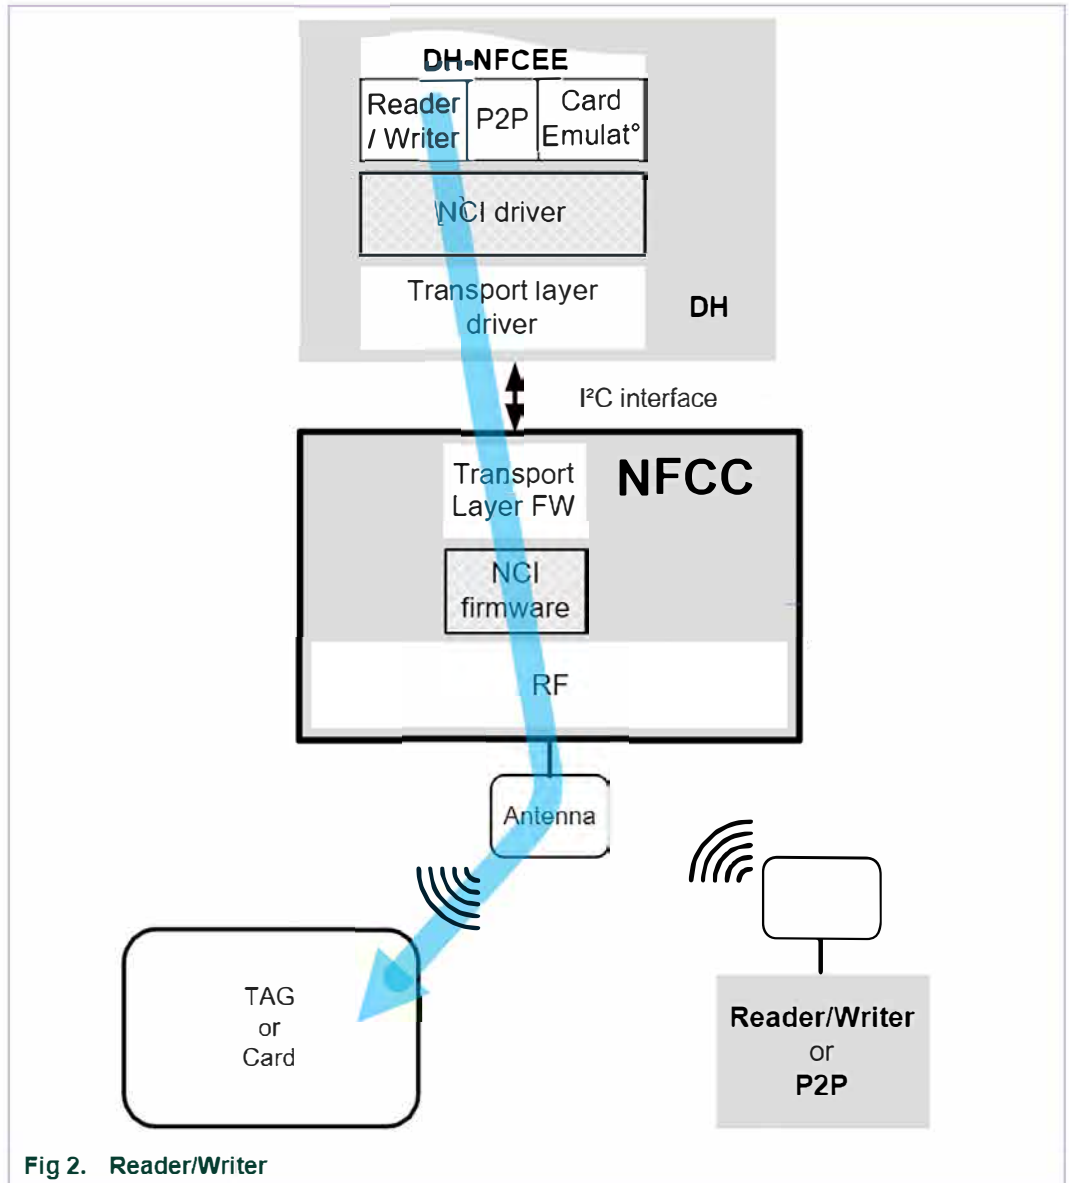 DH-NFCEE
Reader
/ Writer
P2P
Card
Emulat°
NCI driver
Transport layer
driver
DH
I²C interface
NFCC
Transport
Layer FW
NCI
firmware
RF
Antenna
TAG
or
Card
Reader/Writer
or
P2P
Fig 2. Reader/Writer